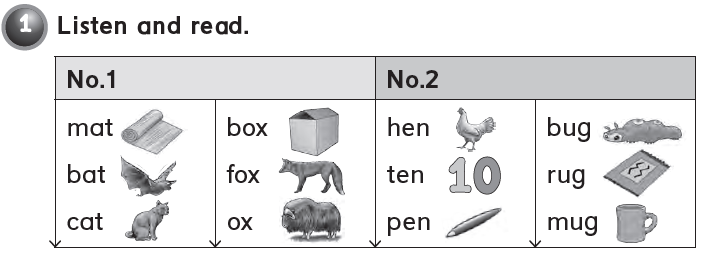 1 Listen and read.
No.1 No.2
mat box hen bug
bat fox ten 10 rug
cat ox pen mug